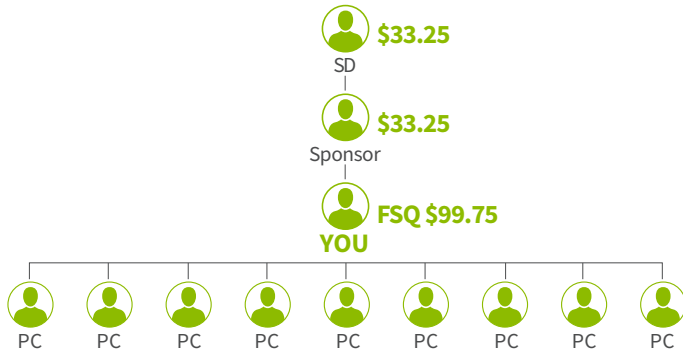 $33.25
SD
$33.25
Sponsor
FSQ $99.75
YOU
PC PC PC PC PC PC PC PC PC